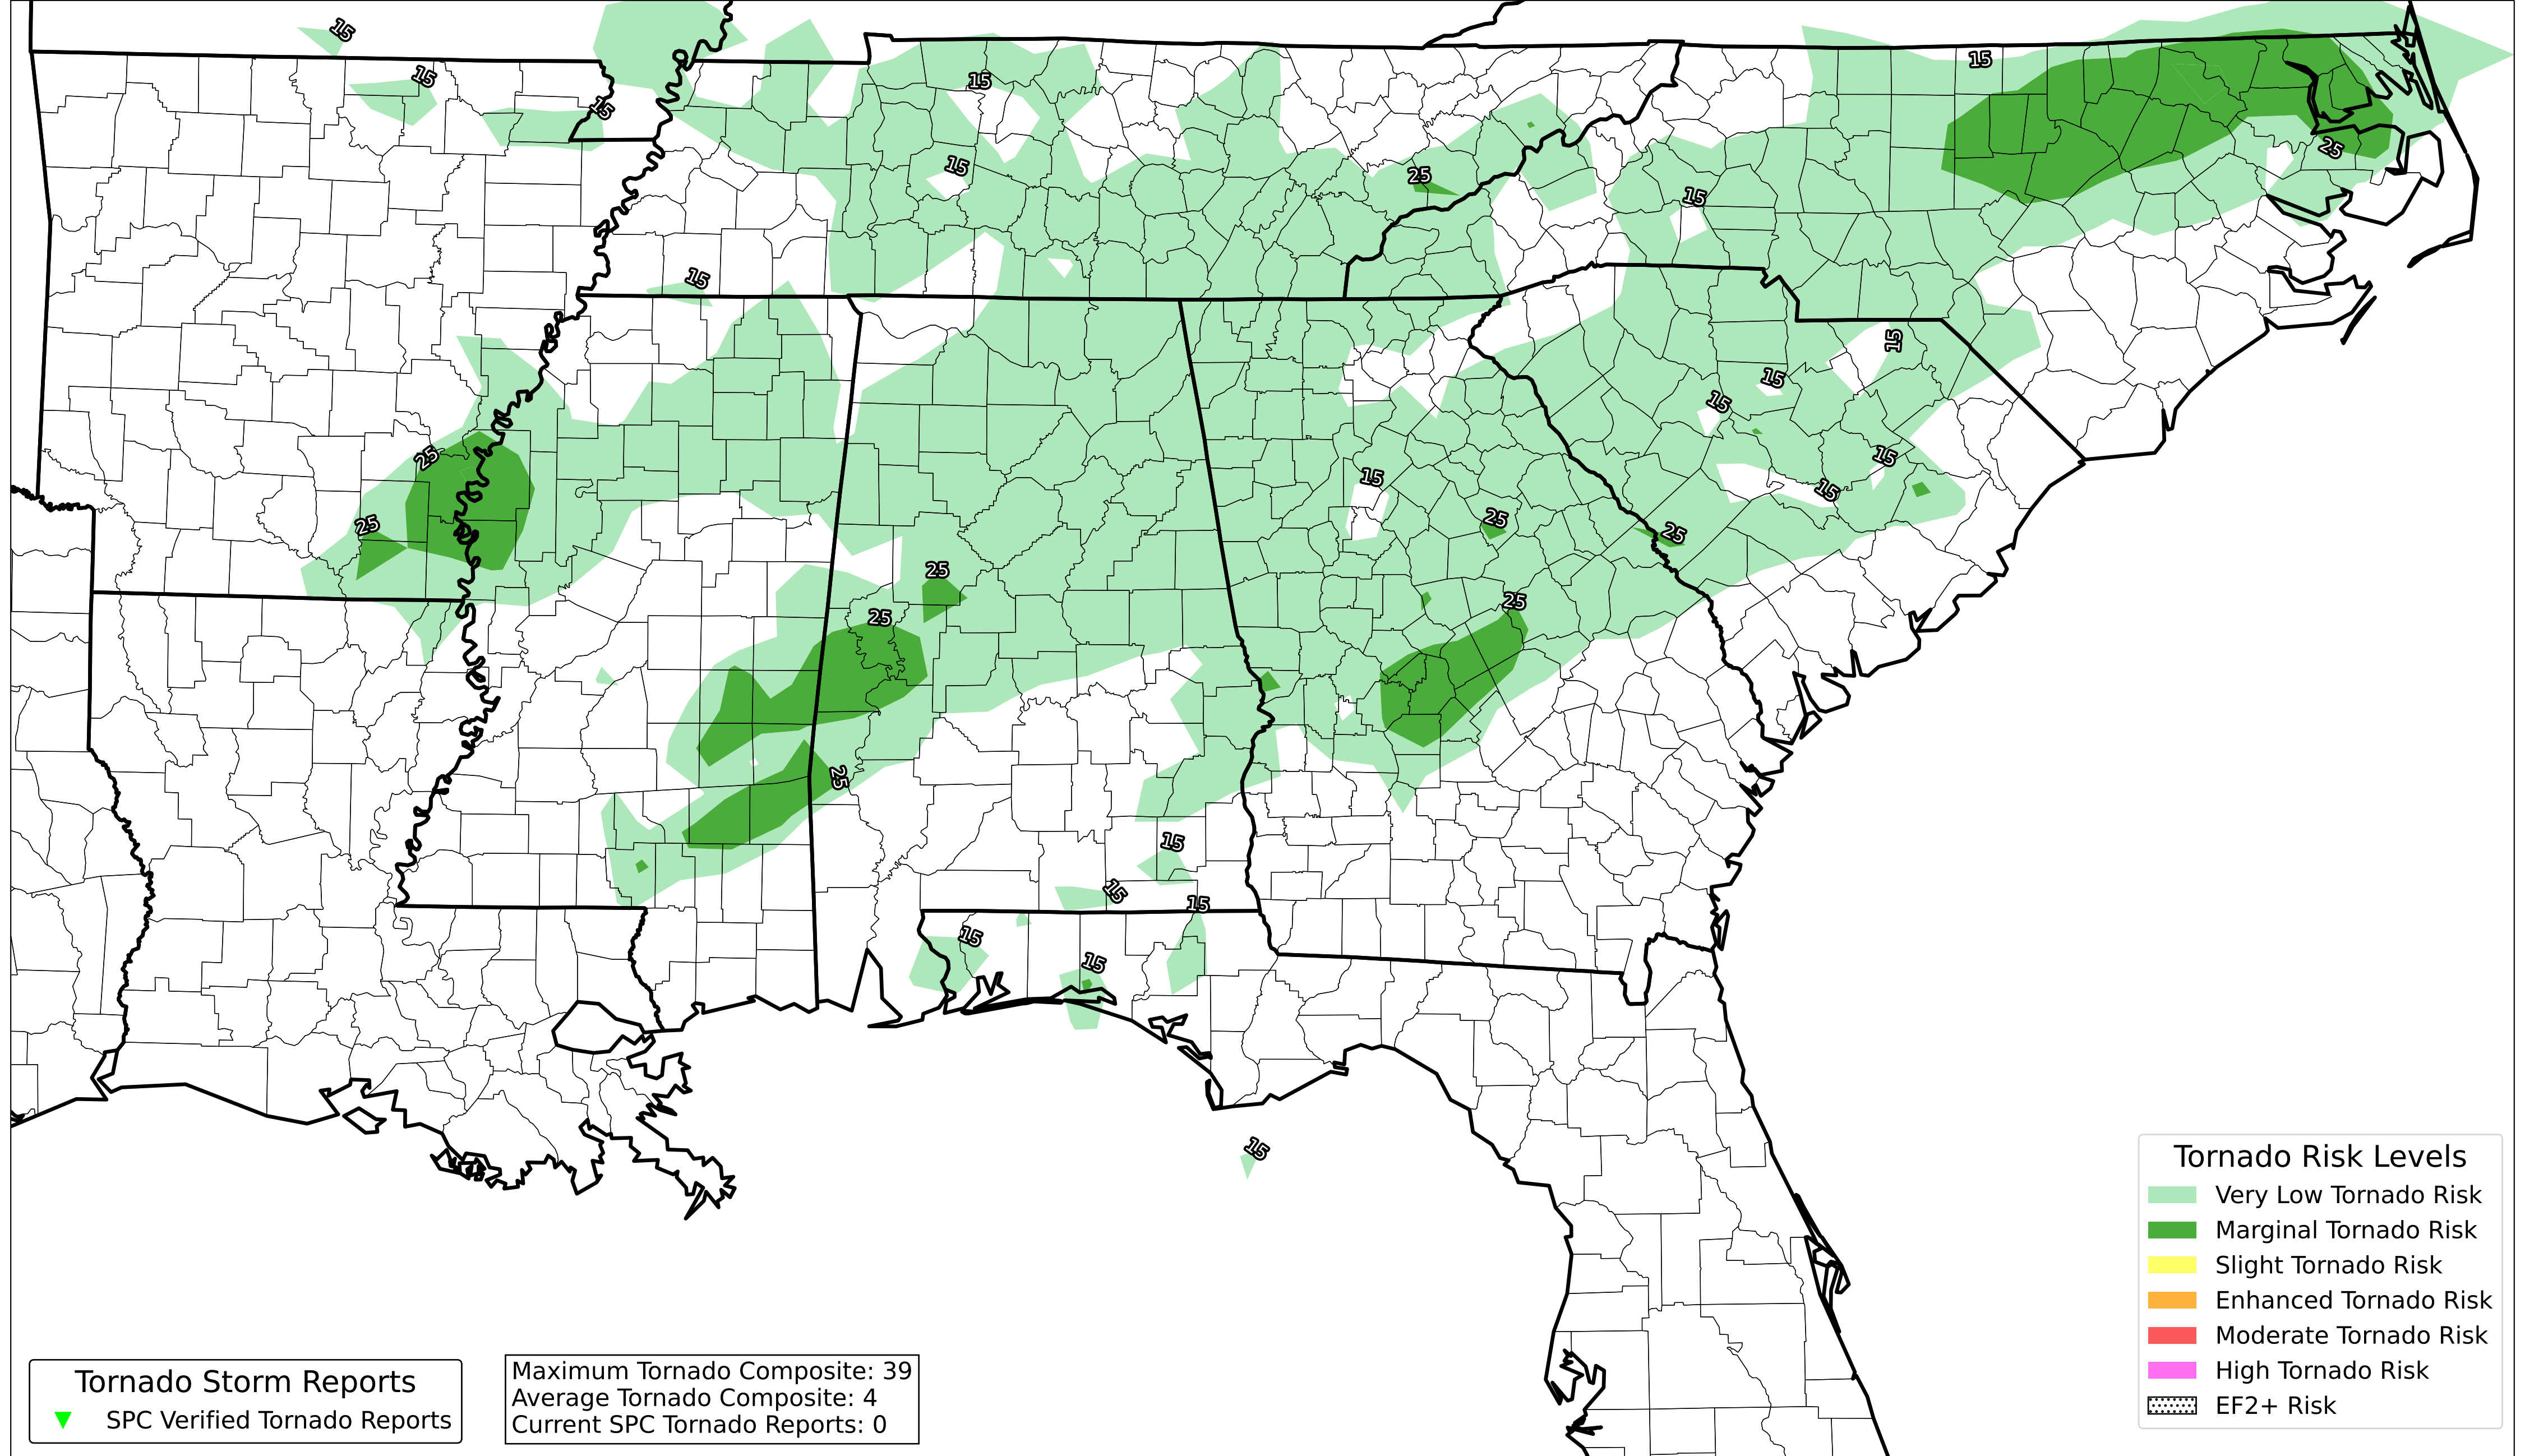 15
15
15
15
15
15
25
15
25
15
15
15
15
15
25
15
15
15
25
25
25
25
25
25
25
15
15
15
15
15
15
Tornado Risk Levels
Very Low Tornado Risk
Marginal Tornado Risk
Slight Tornado Risk
Enhanced Tornado Risk
Moderate Tornado Risk
High Tornado Risk
EF2+ Risk
Tornado Storm Reports
SPC Verified Tornado Reports
Maximum Tornado Composite: 39
Average Tornado Composite: 4
Current SPC Tornado Reports: 0